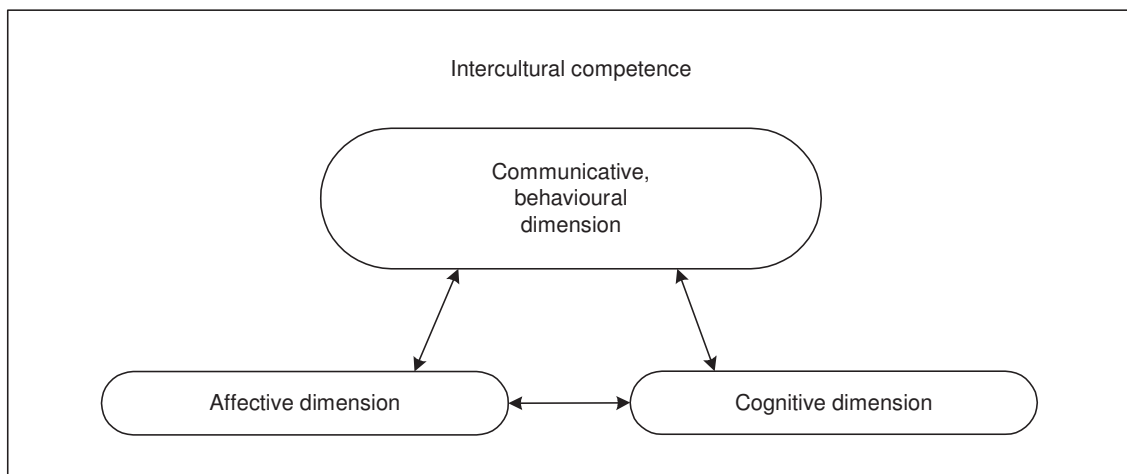 Intercultural competence
Communicative,
behavioural
dimension
Affective dimension
Cognitive dimension